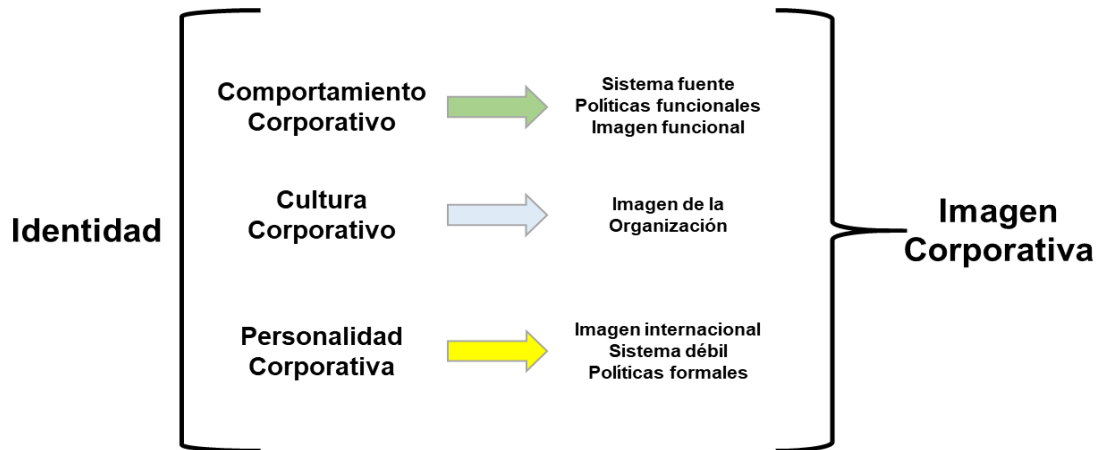 Identidad
Comportamiento
Corporativo
Sistema fuente
Políticas funcionales
Imagen funcional
Cultura
Corporativo
Imagen de la
Organización
Personalidad
Corporativa
Imagen internacional
Sistema débil
Políticas formales
Imagen
Corporativa